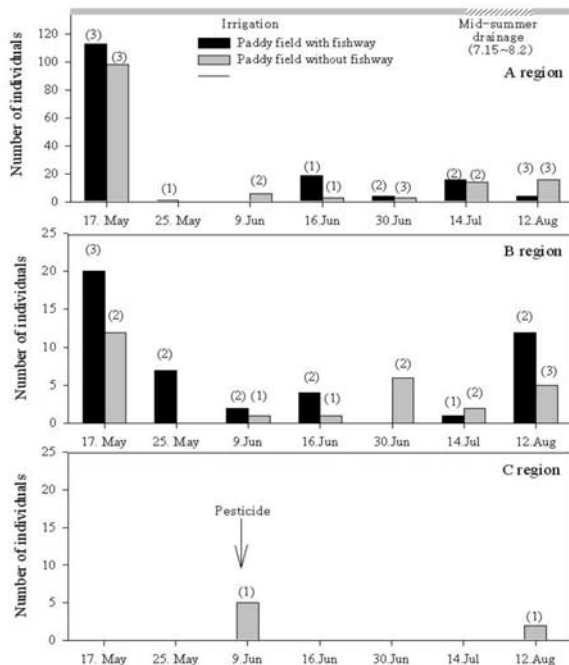 Irrigation
Mid-summer
drainage
(7.15~8.2)
Paddy field with fishway
Paddy field without fishway
A region
Number of individuals
120
100
80
60
40
20
0
(3)
(3)
(1)
(2)
(1)
(1)
(2)
(3)
(2)
(2)
(3)
(3)
17. May
25. May
9.Jun
16.Jun
30.Jun
14.Jul
12.Aug
B region
Number of individuals
25
20
15
10
5
0
(3)
(2)
(2)
(2)
(1)
(2)
(1)
(2)
(1)
(2)
(2)
(3)
17. May
25. May
9.Jun
16.Jun
30.Jun
14.Jul
12.Aug
C region
Number of individuals
25
20
15
10
5
0
Pesticide
(1)
(1)
17. May
25. May
9.Jun
16.Jun
30.Jun
14.Jul
12.Aug